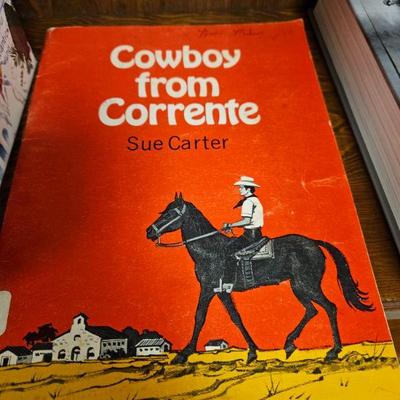 Cowboy
from
Corrente
Sue Carter